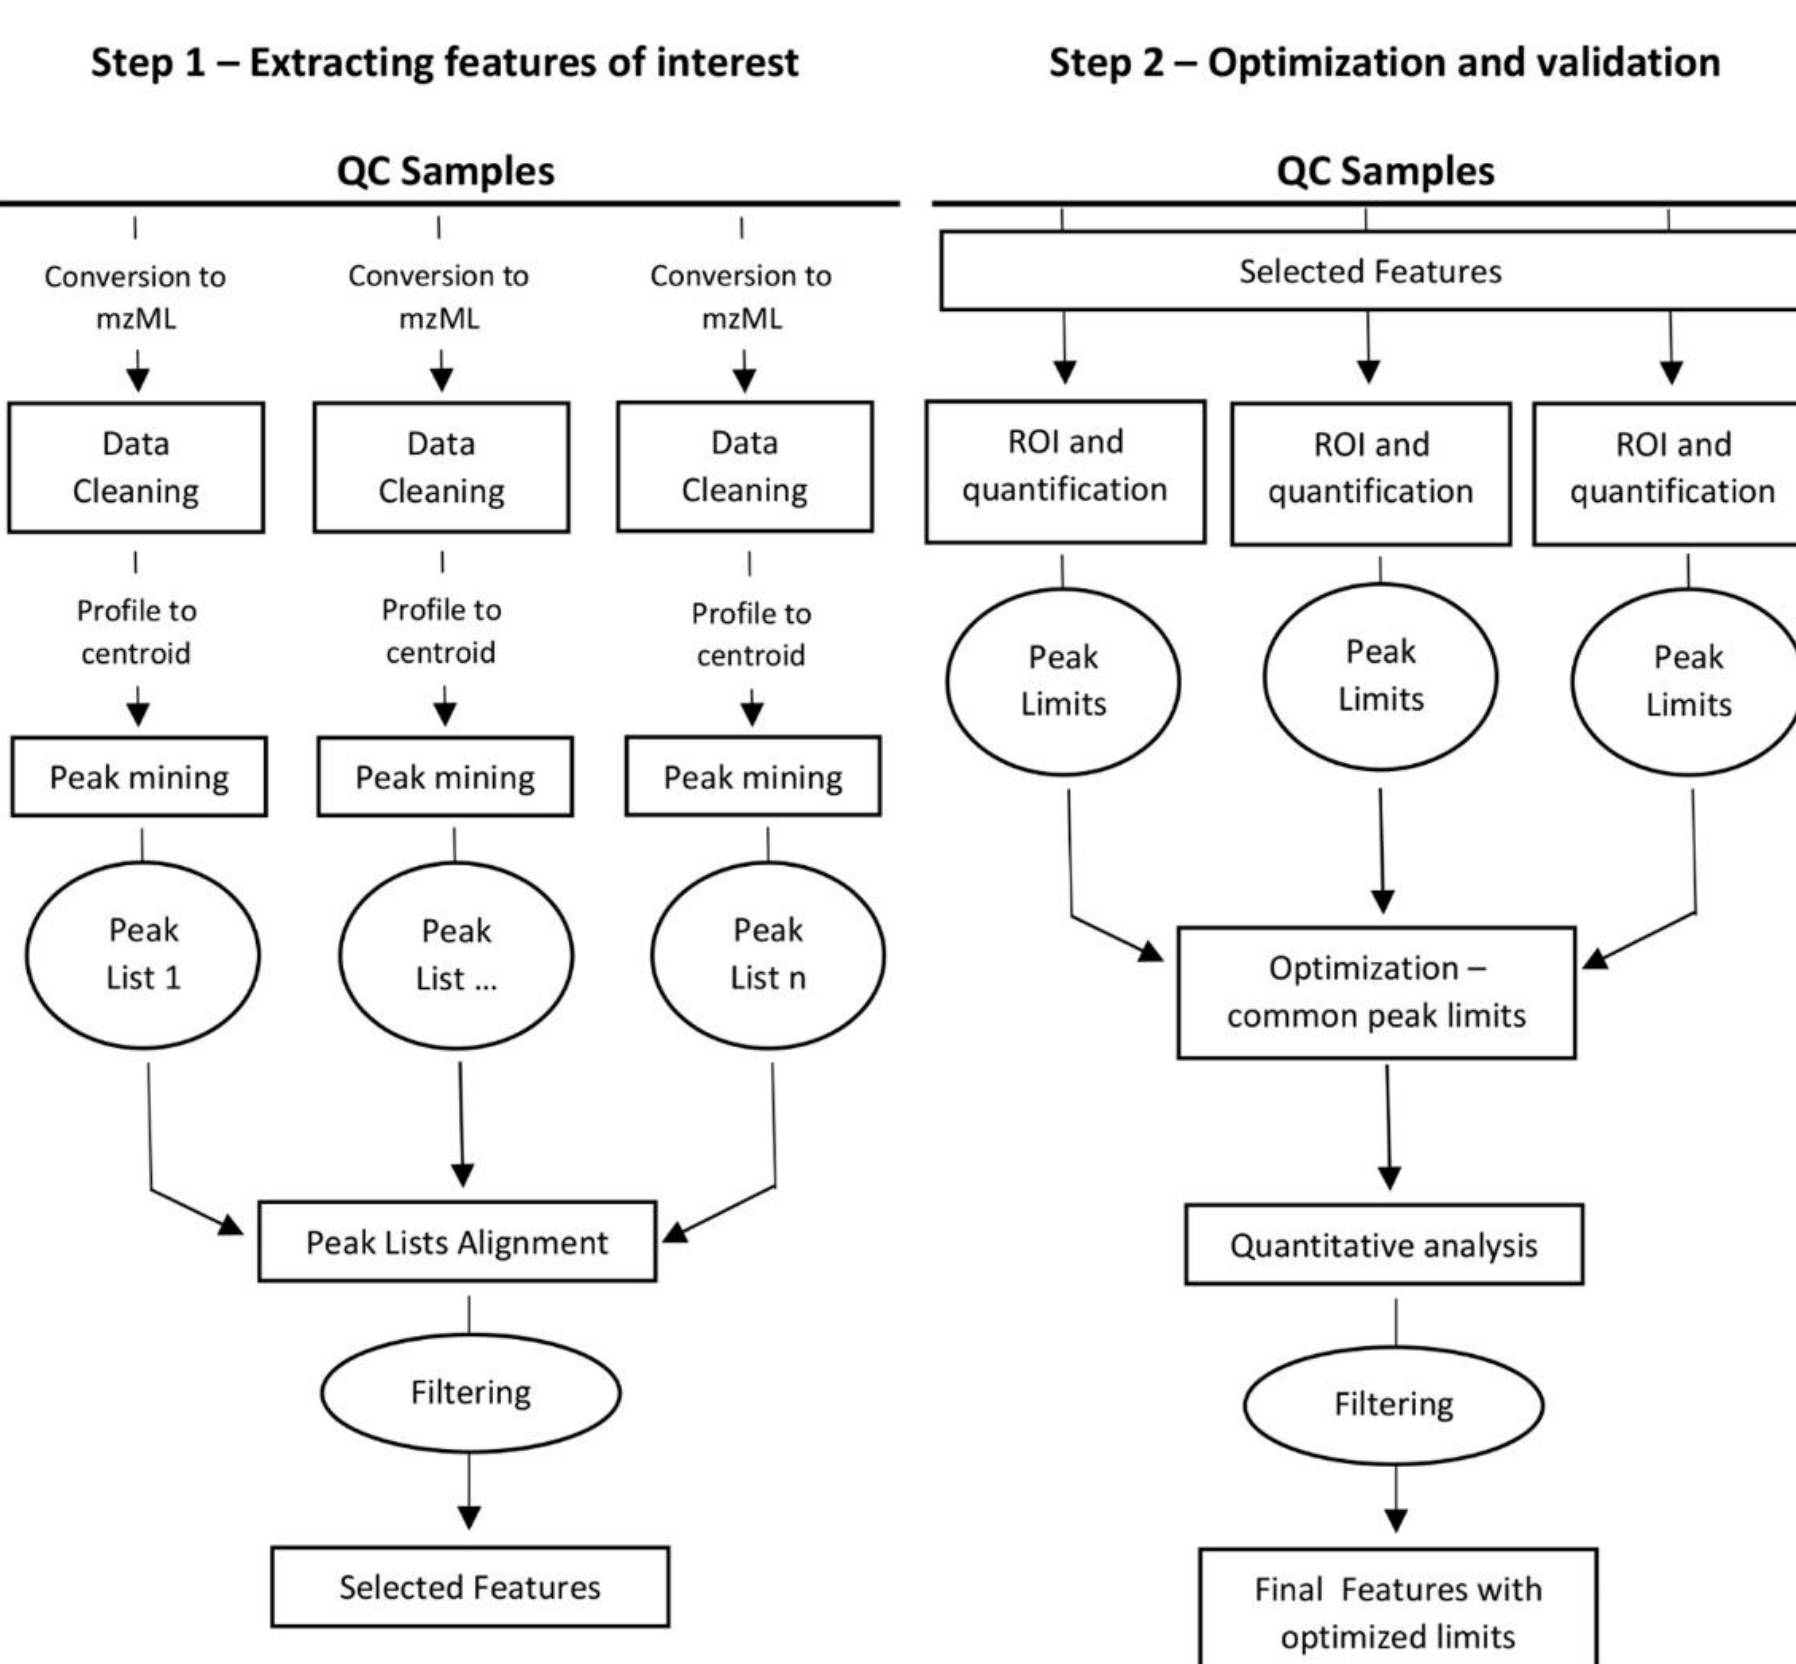 Step 1 – Extracting features of interest
QC Samples
Conversion to
mzML
Conversion to
mzML
Conversion to
mzML
Data
Cleaning
Data
Cleaning
Data
Cleaning
Profile to
centroid
Profile to
centroid
Profile to
centroid
Peak mining
Peak mining
Peak mining
Peak
List 1
Peak
List ...
Peak
List n
Peak Lists Alignment
Filtering
Selected Features
Step 2 – Optimization and validation
QC Samples
Selected Features
ROI and
quantification
ROI and
quantification
ROI and
quantification
Peak
Limits
Peak
Limits
Peak
Limits
Optimization –
common peak limits
Quantitative analysis
Filtering
Final Features with
optimized limits